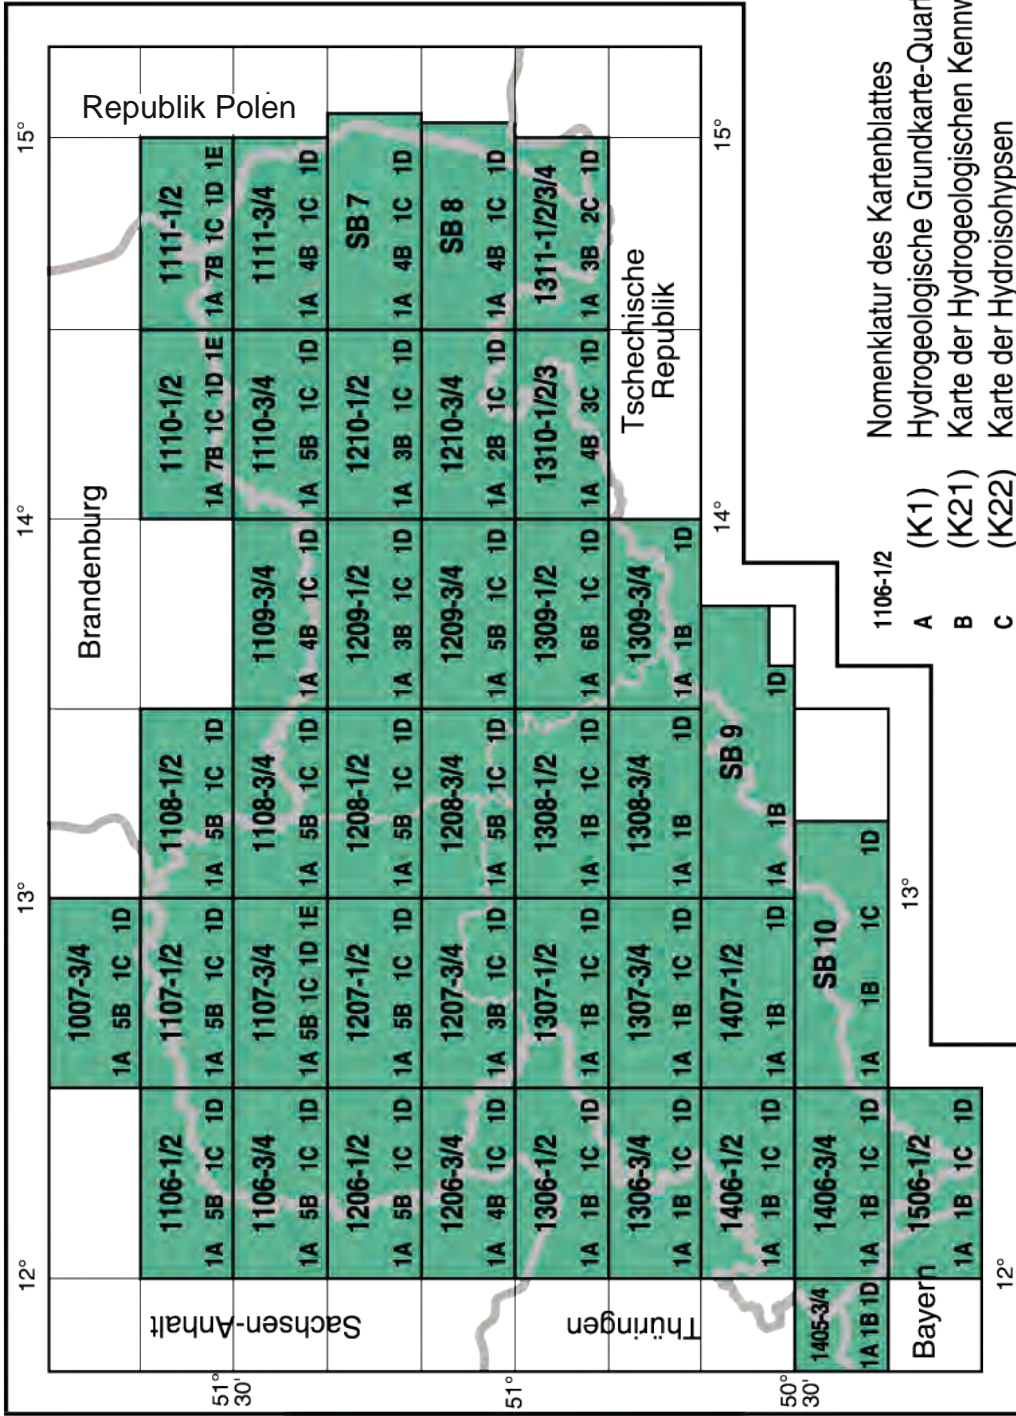 12° 13° 14° 15°
1007-3/4
1A 5B 1C 1D
Brandenburg
Republik Polen
Sachsen-Anhalt
1106-1/2
1A 5B 1C 1D
1107-1/2
1A 5B 1C 1D
1108-1/2
1A 5B 1C 1D
1110-1/2
1A 7B 1C 1D 1E
1111-1/2
1A 7B 1C 1D 1E
51°
30'
1106-3/4
1A 5B 1C 1D
1107-3/4
1A 5B 1C 1D 1E
1108-3/4
1A 5B 1C 1D
1109-3/4
1A 4B 1C 1D
1110-3/4
1A 5B 1C 1D
1111-3/4
1A 4B 1C 1D
1206-1/2
1A 5B 1C 1D
1207-1/2
1A 5B 1C 1D
1208-1/2
1A 5B 1C 1D
1209-1/2
1A 3B 1C 1D
1210-1/2
1A 3B 1C 1D
SB 7
1A 4B 1C 1D
1206-3/4
1A 4B 1C 1D
1207-3/4
1A 3B 1C 1D
1208-3/4
1A 5B 1C 1D
1209-3/4
1A 5B 1C 1D
1210-3/4
1A 2B 1C 1D
SB 8
1A 4B 1C 1D
51°
1306-1/2
1A 1B 1C 1D
1307-1/2
1A 1B 1C 1D
1308-1/2
1A 1B 1C 1D
1309-1/2
1A 6B 1C 1D
1310-1/2/3
1A 4B 3C 1D
1311-1/2/3/4
1A 3B 2C 1D
Thüringen
1306-3/4
1A 1B 1C 1D
1307-3/4
1A 1B 1C 1D
1308-3/4
1A 1B 1D
1309-3/4
1A 1B 1D
Tschechische
Republik
1406-1/2
1A 1B 1C 1D
1407-1/2
1A 1B 1D
SB 9
1A 1B 1D
14° 15°
50°
30'
1405-3/4
1A 1B 1D
1406-3/4
1A 1B 1C 1D
SB 10
1A 1B 1C 1D
Bayern
1506-1/2
1A 1B 1C 1D
13°
12°
1106-1/2 Nomenklatur des Kartenblattes
A (K1) Hydrogeologische Grundkarte-Quart
B (K21) Karte der Hydrogeologischen Kennw
C (K22) Karte der Hydroisohypsen